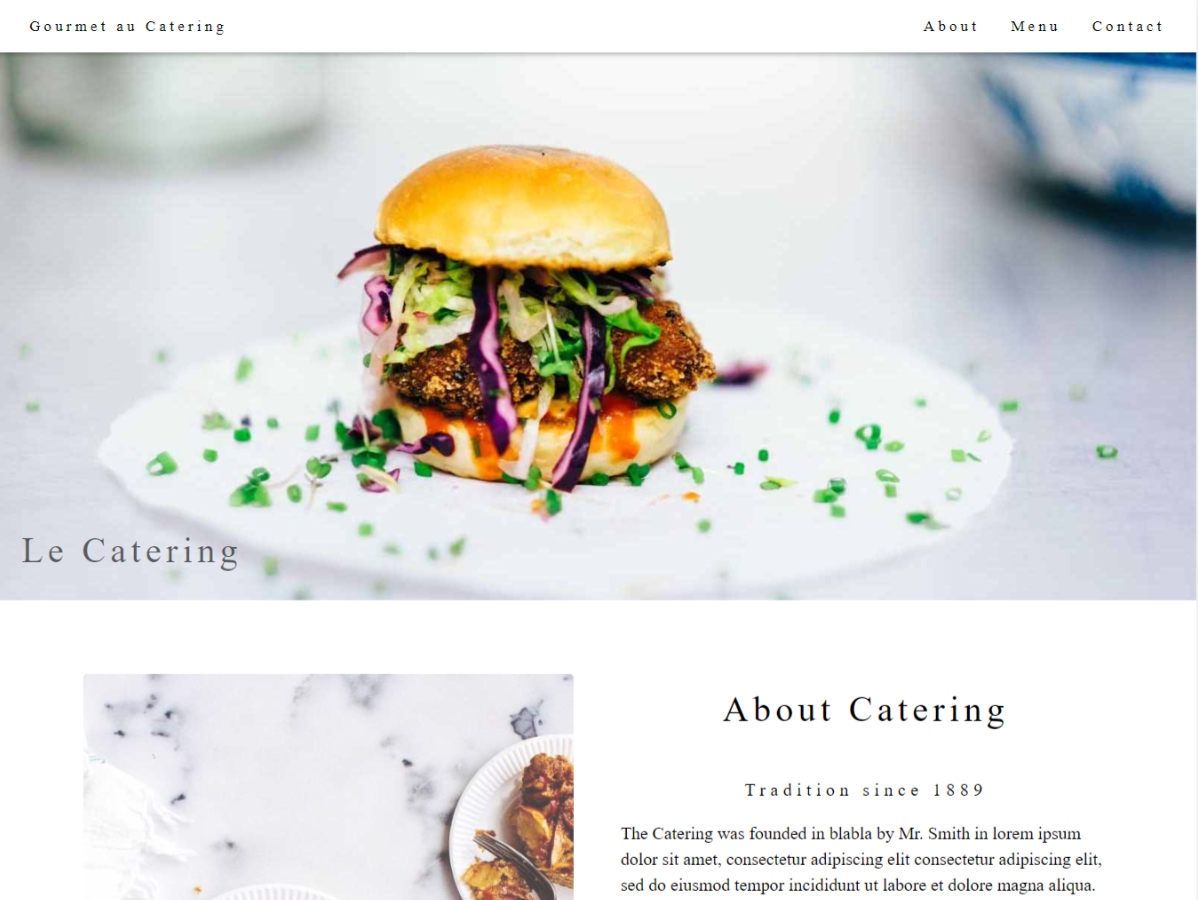 Gourmet au Catering
About Menu Contact
Le Catering
About Catering
Tradition since 1889
The Catering was founded in blabla by Mr. Smith in lorem ipsum
dolor sit amet, consectetur adipiscing elit consectetur adipiscing elit,
sed do eiusmod tempor incididunt ut labore et dolore magna aliqua.